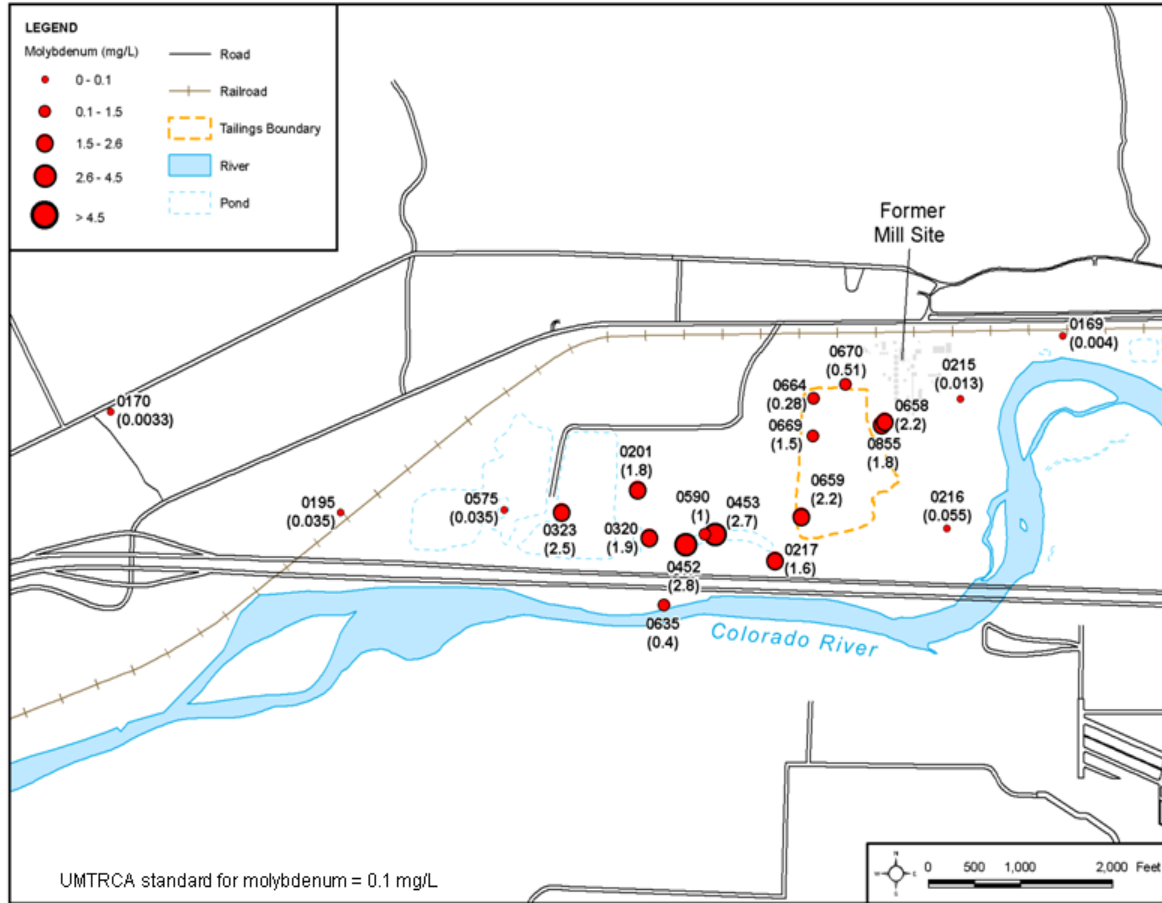 LEGEND
Molybdenum (mg/L)
0 - 0.1
0.1 - 1.5
1.5 - 2.6
2.6 - 4.5
> 4.5
Road
Railroad
Tailings Boundary
River
Pond
Former
Mill Site
0169
(0.004)
0670
(0.51)
0215
(0.013)
0664
(0.28)
0658
(2.2)
0170
(0.0033)
0669
(1.5)
0855
(1.8)
0201
(1.8)
0659
(2.2)
0195
(0.035)
0575
(0.035)
0590
(1)
0453
(2.7)
0216
(0.055)
0323
(2.5)
0320
(1.9)
0452
(2.8)
0217
(1.6)
0635
(0.4)
Colorado River
UMTRCA standard for molybdenum = 0.1 mg/L
N
W
E
S
0 500 1,000 2,000 Feet